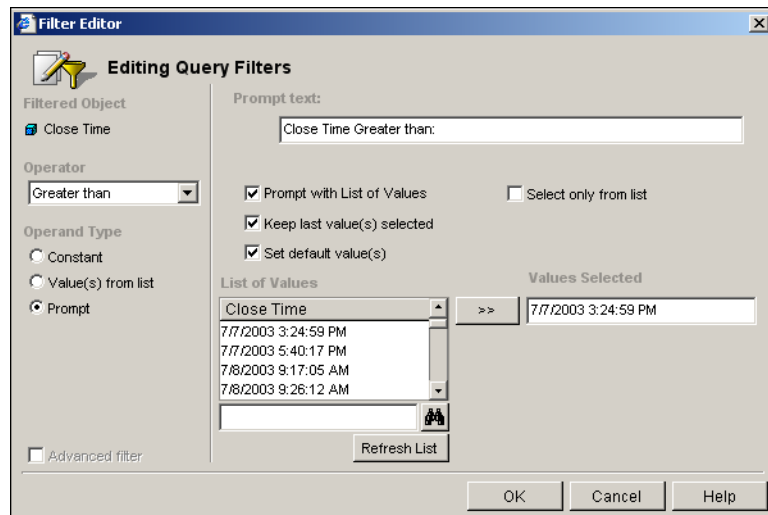 Filter Editor
Editing Query Filters
Filtered Object
Close Time
Operator
Greater than
Operand Type
Constant
Value(s) from list
Prompt
Advanced filter
Prompt text:
Close Time Greater than:
Prompt with List of Values
Select only from list
Keep last value(s) selected
Set default value(s)
List of Values
Close Time
7/7/2003 3:24:59 PM
7/7/2003 5:40:17 PM
7/8/2003 9:17:05 AM
7/8/2003 9:26:12 AM
Refresh List
>>
Values Selected
7/7/2003 3:24:59 PM
OK
Cancel
Help